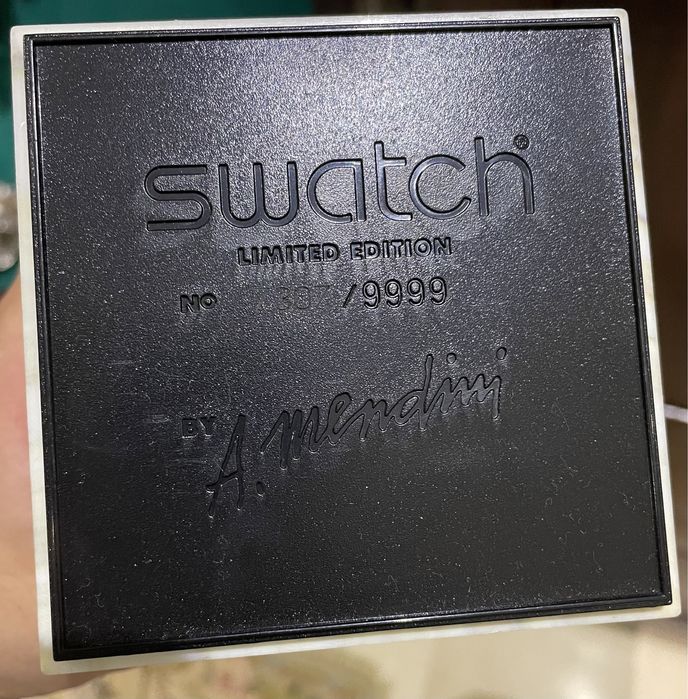 swatch®
LIMITED EDITION
No /9999
BY A. mendini